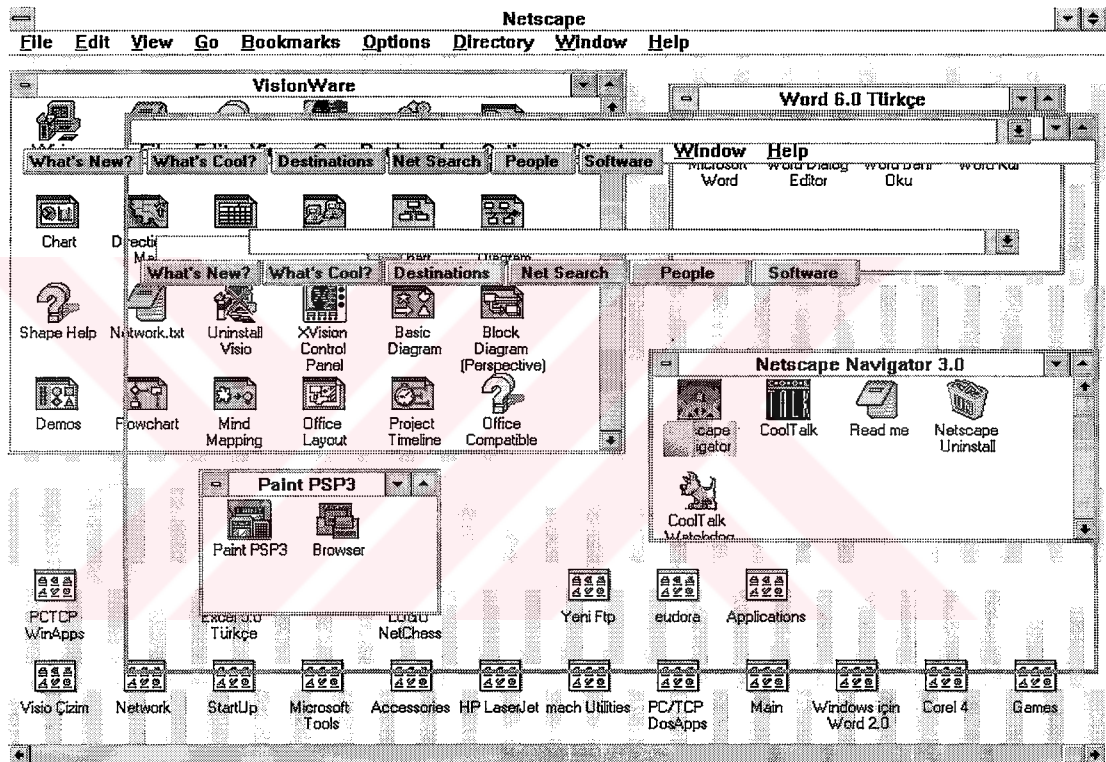 Netscape
File Edit View Go Bookmarks Options Directory Window Help
VisionWare
Word 6.0 Türkçe
What's New? What's Cool? Destinations Net Search People Software
Window Help
Microsoft Word
Word Dialog Editor
Oku
Chart
Shape Help
Network.txt
Uninstall Visio
XVision Control Panel
Basic Diagram
Block Diagram (Perspective)
What's New? What's Cool? Destinations Net Search People Software
Demos
Flowchart
Mind Mapping
Office Layout
Project Timeline
Office Compatible
Netscape Navigator 3.0
CoolTalk
Read me
Netscape Uninstall
CoolTalk Watchdog
Paint PSP3
Paint PSP3
Browser
PCTCP WinApps
Türkçe
NetChess
Yeni Ftp
eudora
Applications
Visio Çizim
Network
StartUp
Microsoft Tools
Accessories
HP LaserJet
mach Utilities
PC/TCP DosApps
Main
Windows için Word 2.0
Corel 4
Games